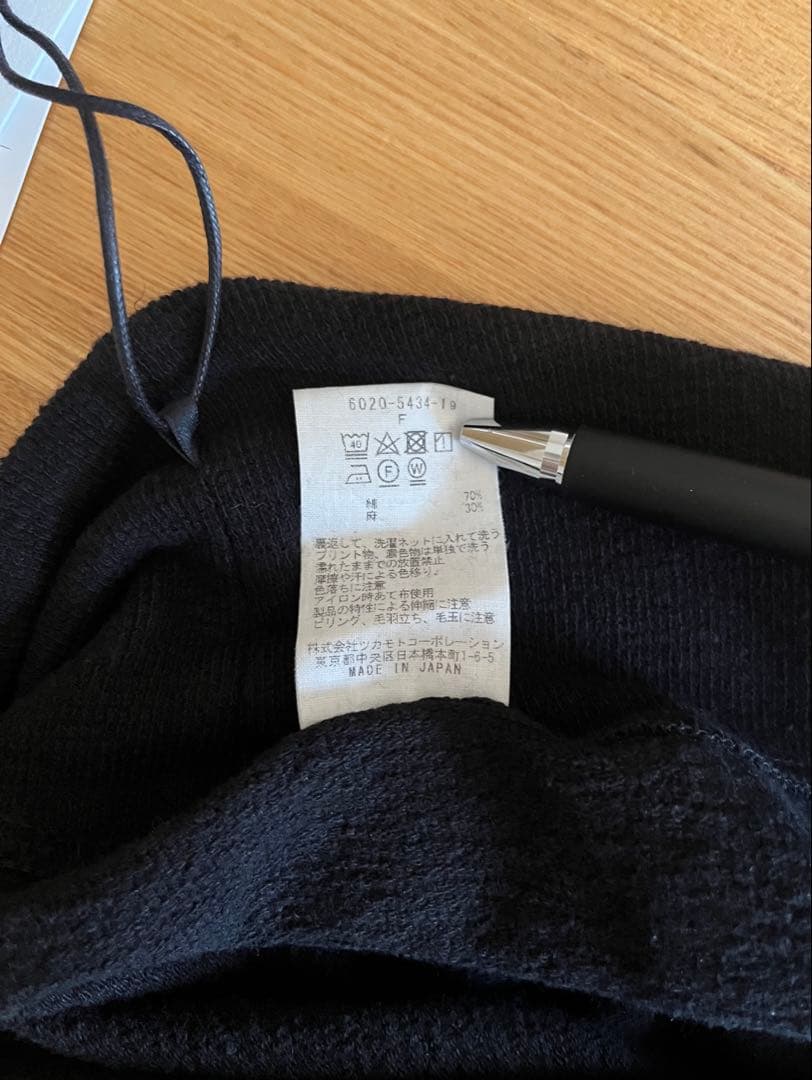 6020-5434-19
F
40
F W
綿 70%
麻 30%
裏返して、洗濯ネットに入れて洗う
プリント物、濃色物は単独で洗う
濡れたままでの放置禁止
摩擦や汗による色移り、
色落ちに注意
アイロン時あて布使用
製品の特性による伸縮に注意
ピリング、毛羽立ち、毛玉に注意
株式会社ツカモトコーポレーション
東京都中央区日本橋本町1-6-5
MADE IN JAPAN